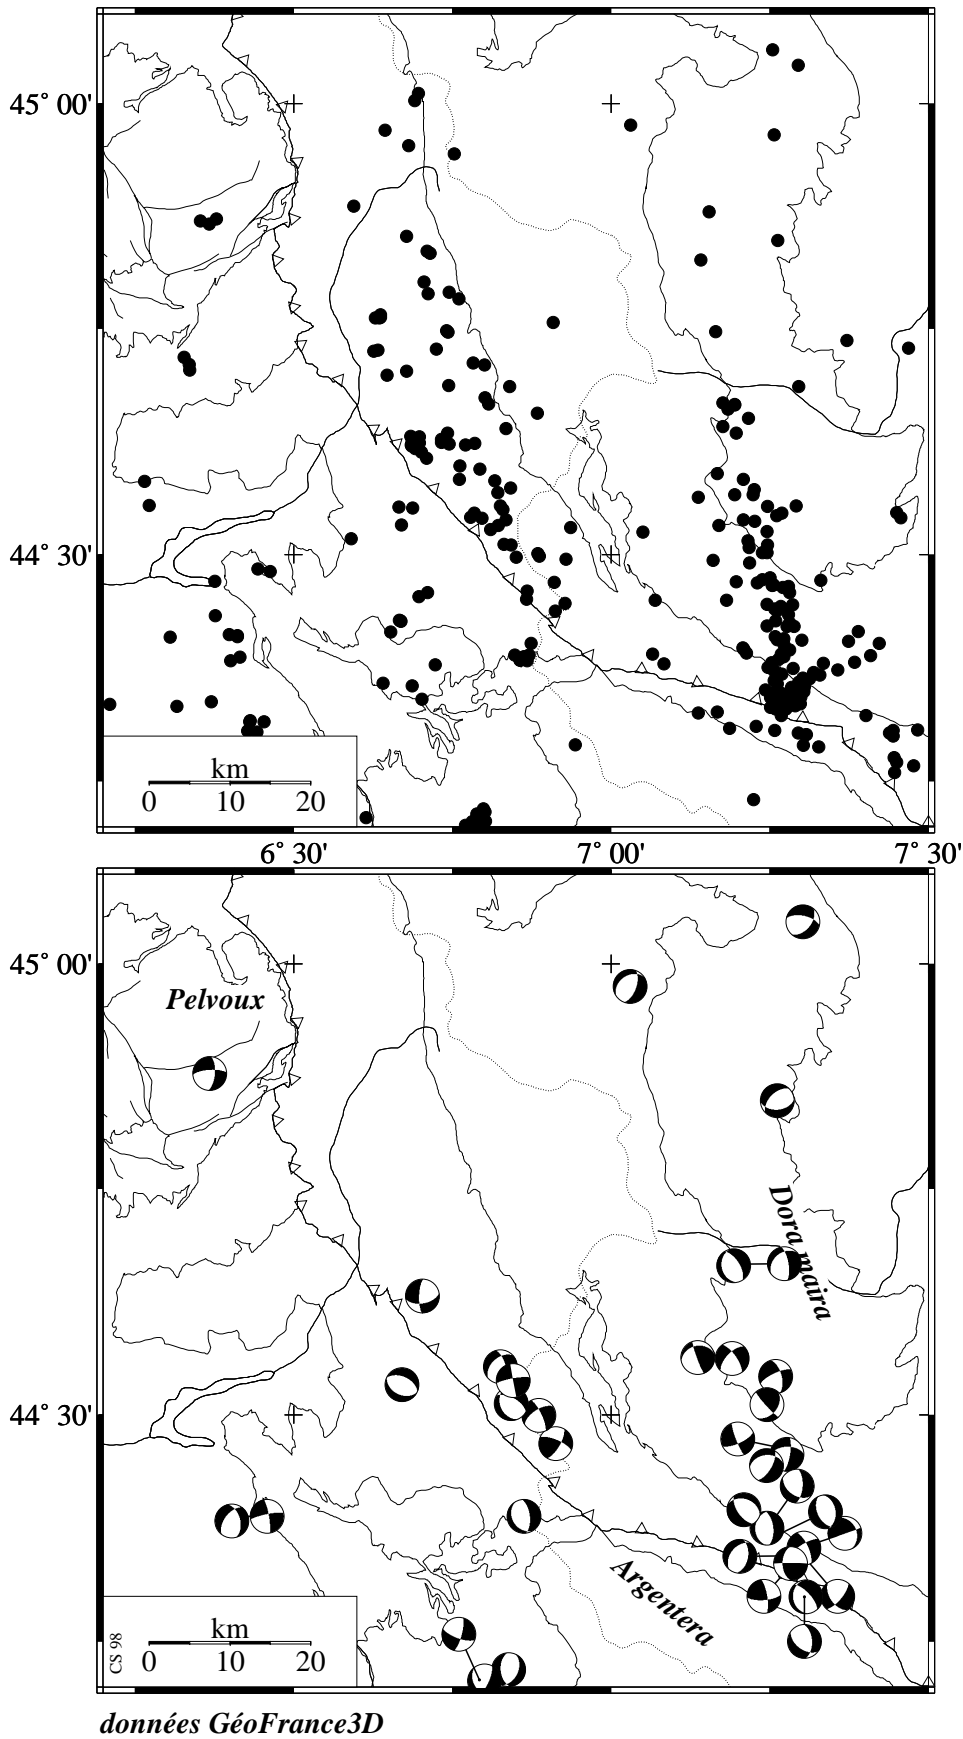 45° 00'
44° 30'
km
0 10 20
6° 30' 7° 00' 7° 30'
45° 00'
Pelvoux
Dora maira
44° 30'
Argentera
CS 98
km
0 10 20
données GéoFrance3D